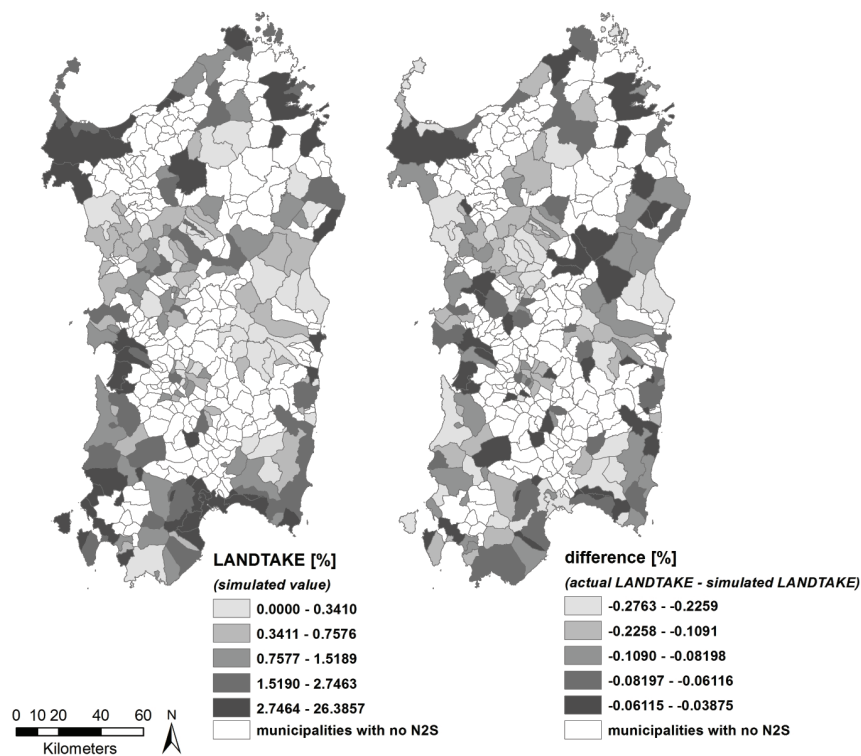 LANDTAKE [%]
(simulated value)
0.0000 - 0.3410
0.3411 - 0.7576
0.7577 - 1.5189
1.5190 - 2.7463
2.7464 - 26.3857
municipalities with no N2S
difference [%]
(actual LANDTAKE - simulated LANDTAKE)
-0.2763 - -0.2259
-0.2258 - -0.1091
-0.1090 - -0.08198
-0.08197 - -0.06116
-0.06115 - -0.03875
municipalities with no N2S
0 10 20 40 60
Kilometers
N